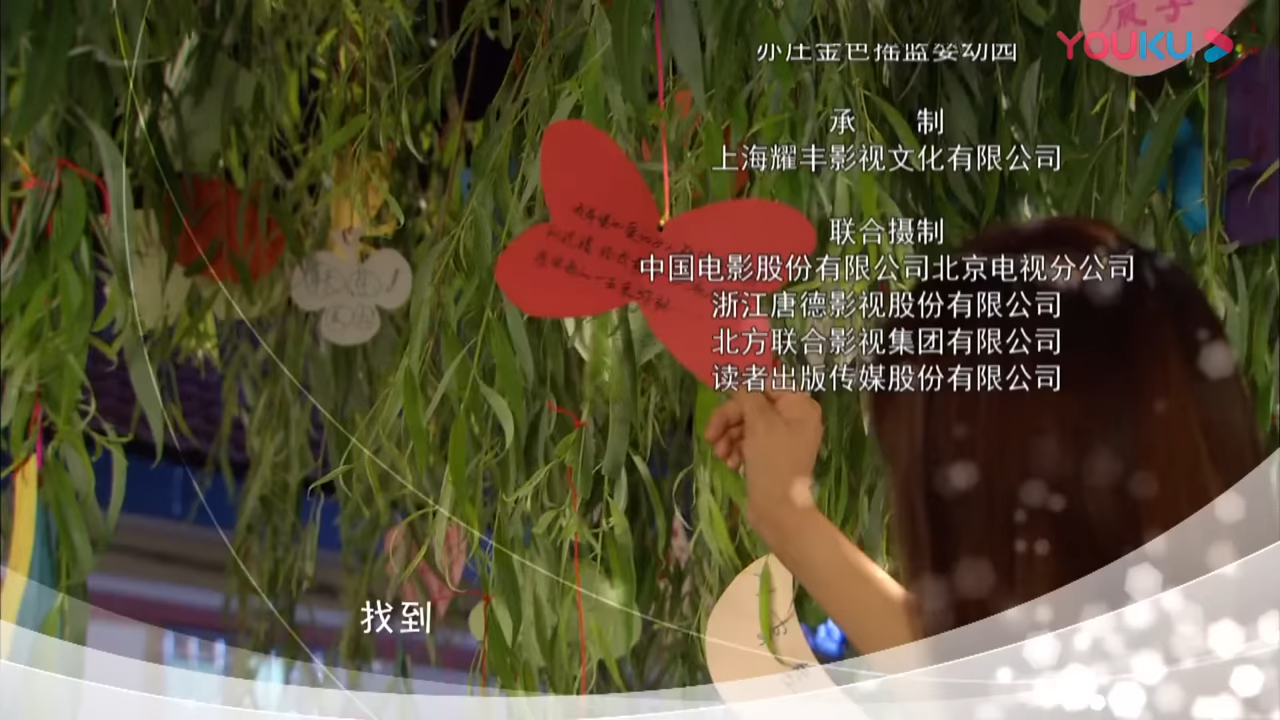 YOUKU
承 制
上海耀丰影视文化有限公司
联合摄制
中国电影股份有限公司北京电视分公司
浙江唐德影视股份有限公司
北方联合影视集团有限公司
读者出版传媒股份有限公司
找到